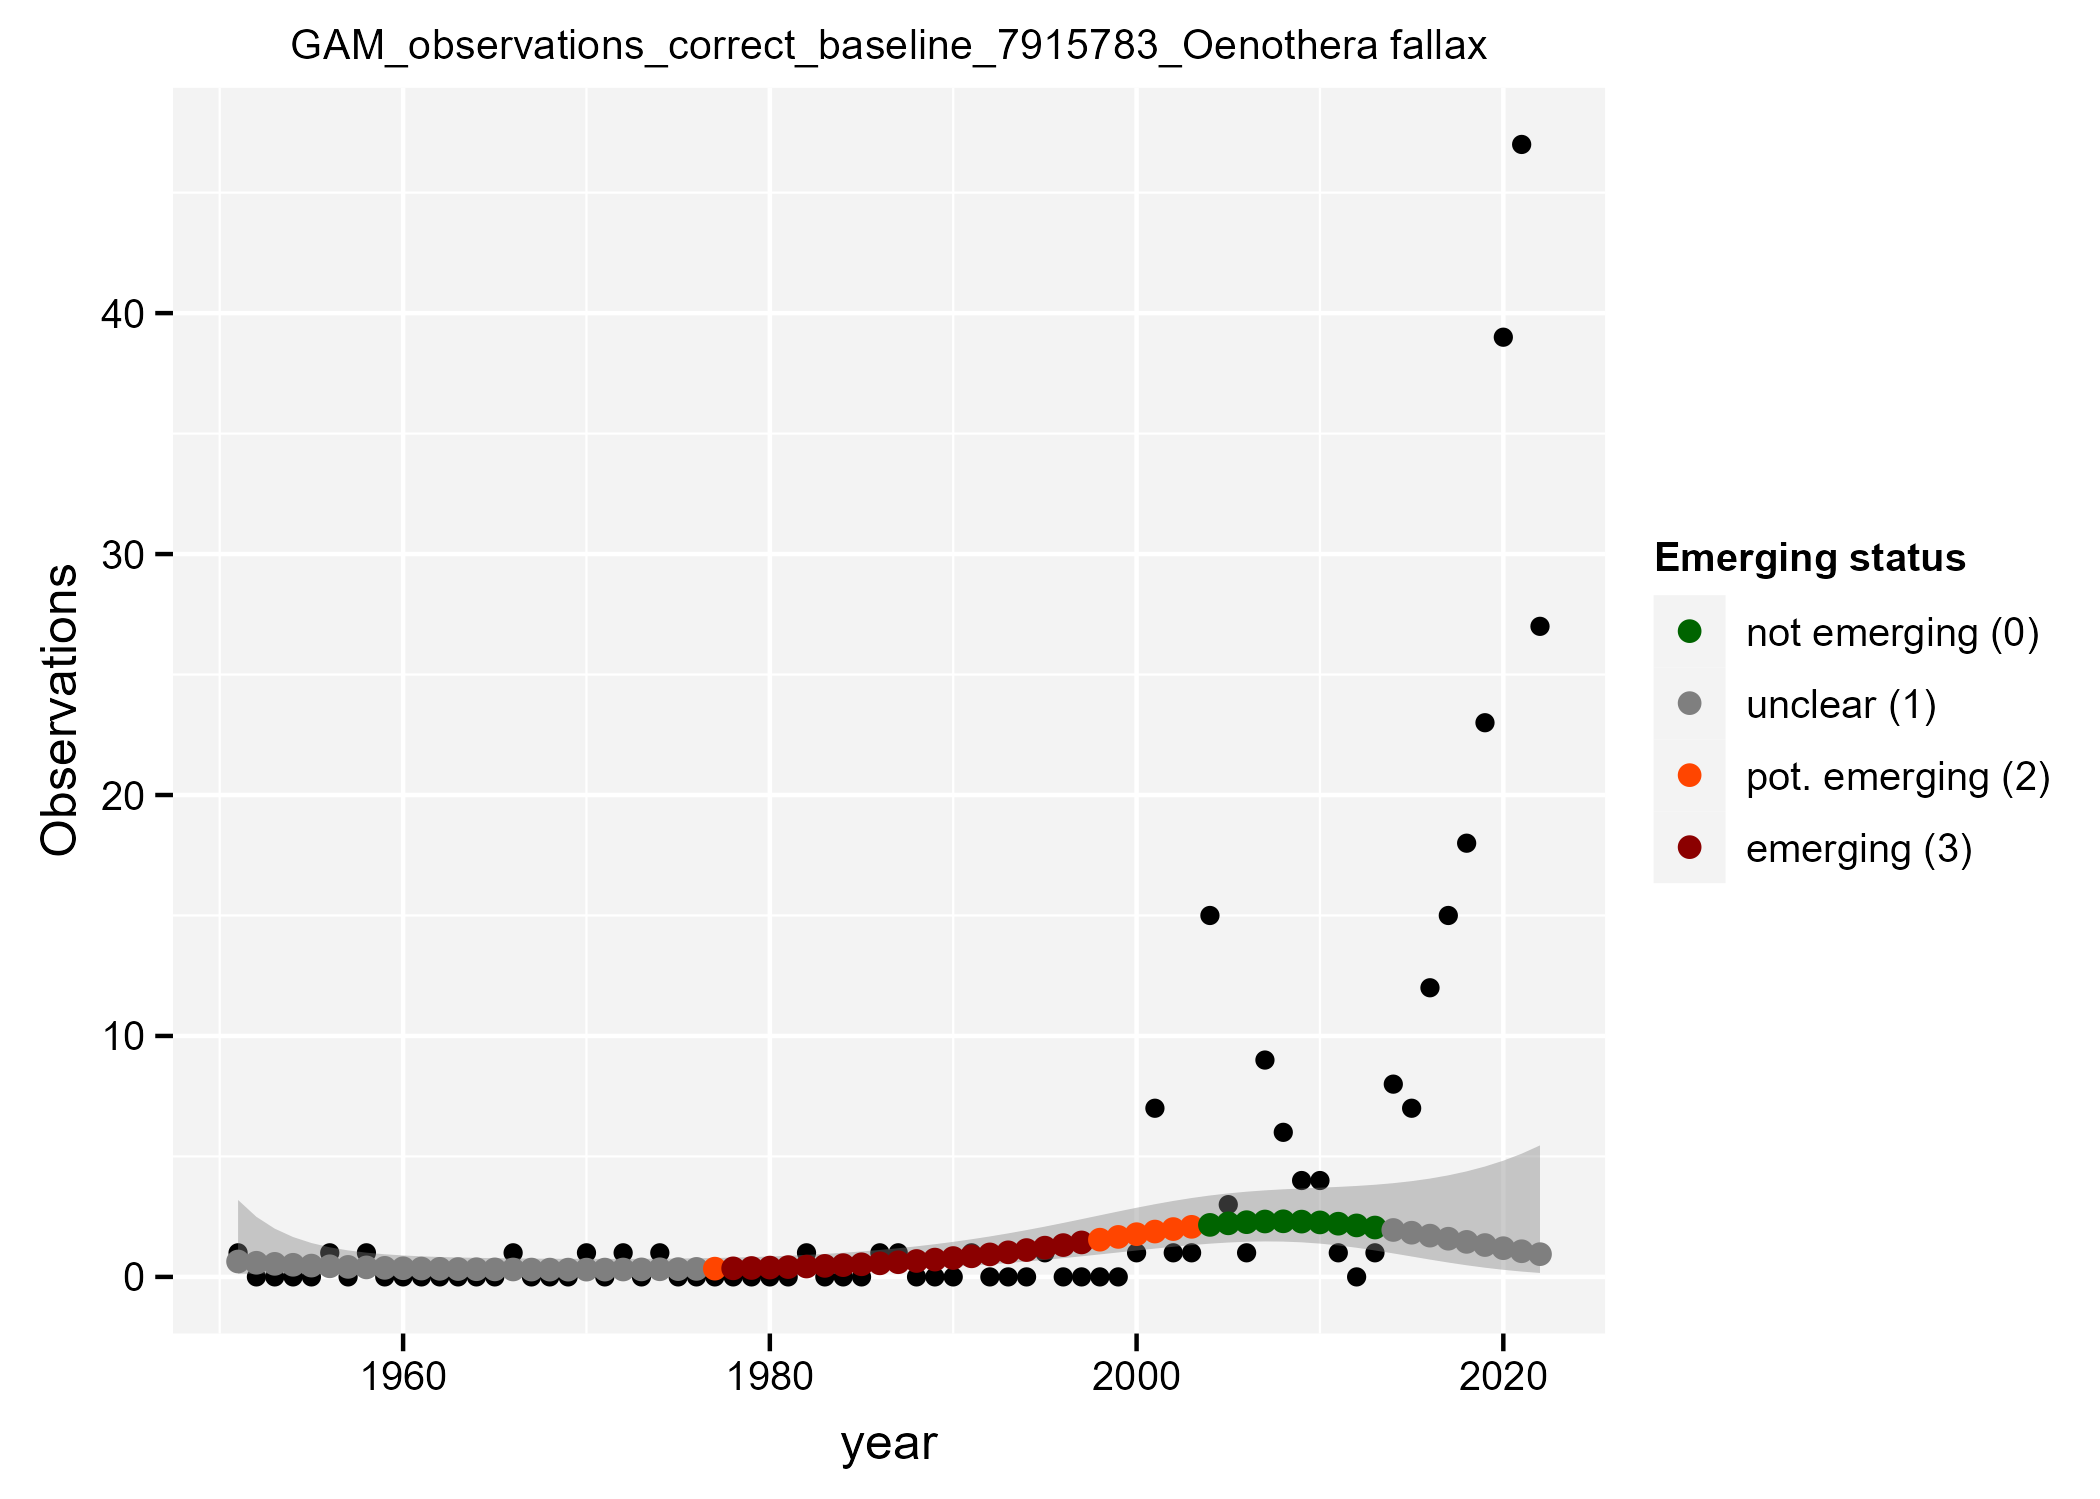 GAM_observations_correct_baseline_7915783_Oenothera fallax
Observations
40
30
20
10
0
1960
1980
2000
2020
year
Emerging status
not emerging (0)
unclear (1)
pot. emerging (2)
emerging (3)